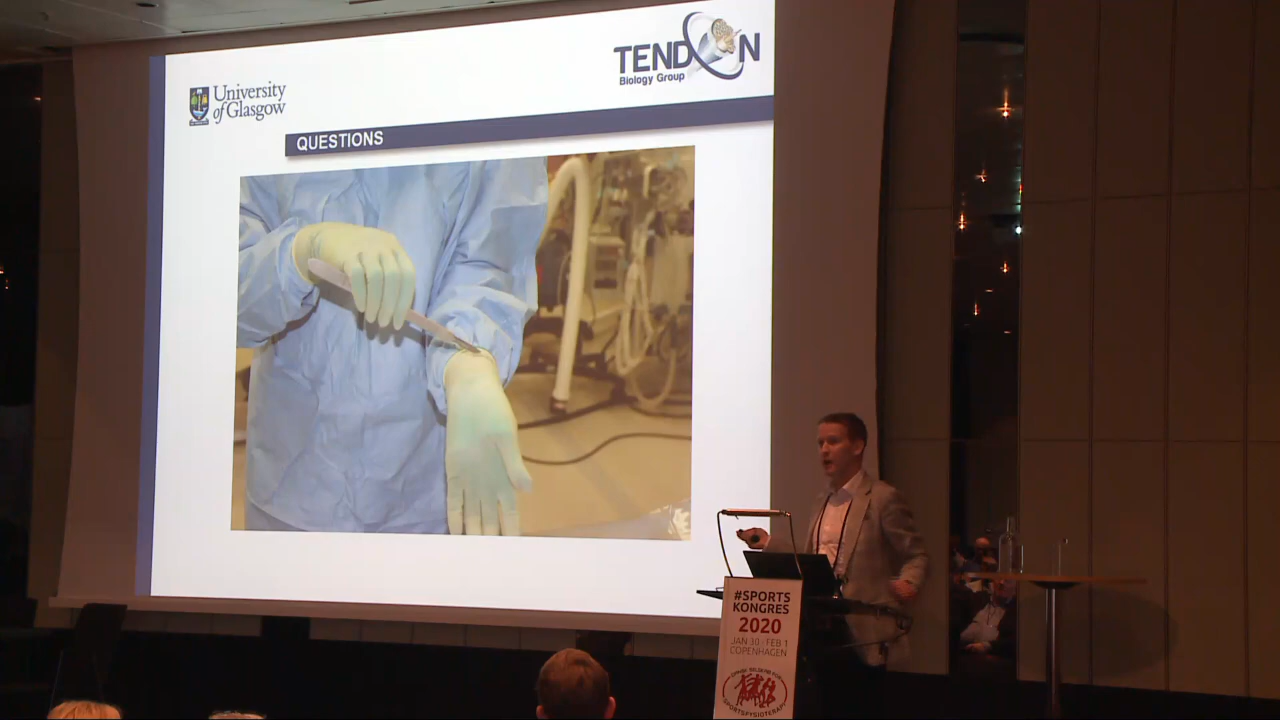 University
of Glasgow
TENDON
Biology Group
QUESTIONS
#SPORTS
KONGRES
2020
JAN 30 / FEB 1
COPENHAGEN